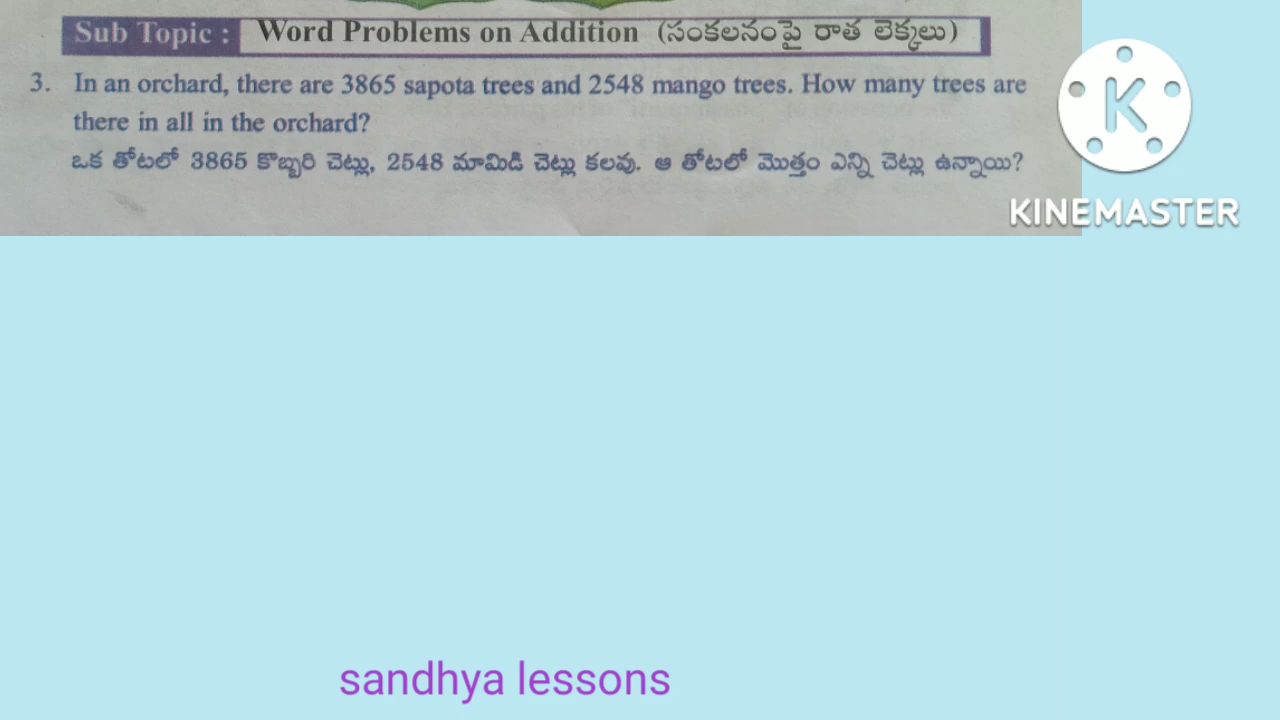 Sub Topic : Word Problems on Addition (సంకలనంపై రాత లెక్కలు)
3. In an orchard, there are 3865 sapota trees and 2548 mango trees. How many trees are
there in all in the orchard?
ఒక తోటలో 3865 కొబ్బరి చెట్లు, 2548 మామిడి చెట్లు కలవు. ఆ తోటలో మొత్తం ఎన్ని చెట్లు ఉన్నాయి?
K
KINEMASTER
sandhya lessons